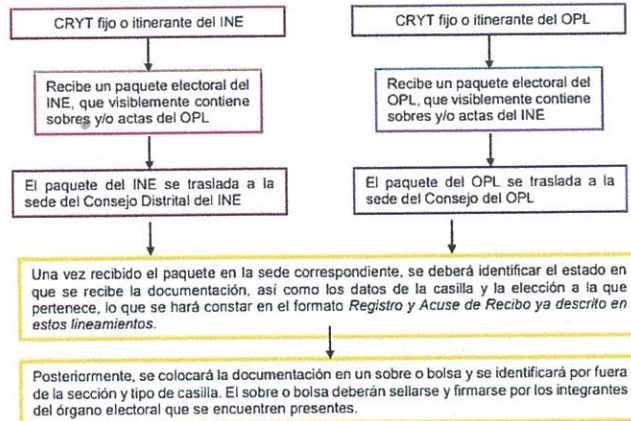 CRYT fijo o itinerante del INE
CRYT fijo o itinerante del OPL
Recibe un paquete electoral del
INE, que visiblemente contiene
sobres y/o actas del OPL
Recibe un paquete electoral del
OPL, que visiblemente contiene
sobres y/o actas del INE
El paquete del INE se traslada a la
sede del Consejo Distrital del INE
El paquete del OPL se traslada a la
sede del Consejo del OPL
Una vez recibido el paquete en la sede correspondiente, se deberá identificar el estado en
que se recibe la documentación, así como los datos de la casilla y la elección a la que
pertenece, lo que se hará constar en el formato Registro y Acuse de Recibo ya descrito en
estos lineamientos.
Posteriormente, se colocará la documentación en un sobre o bolsa y se identificará por fuera
de la sección y tipo de casilla. El sobre o bolsa deberán sellarse y firmarse por los integrantes
del órgano electoral que se encuentren presentes.